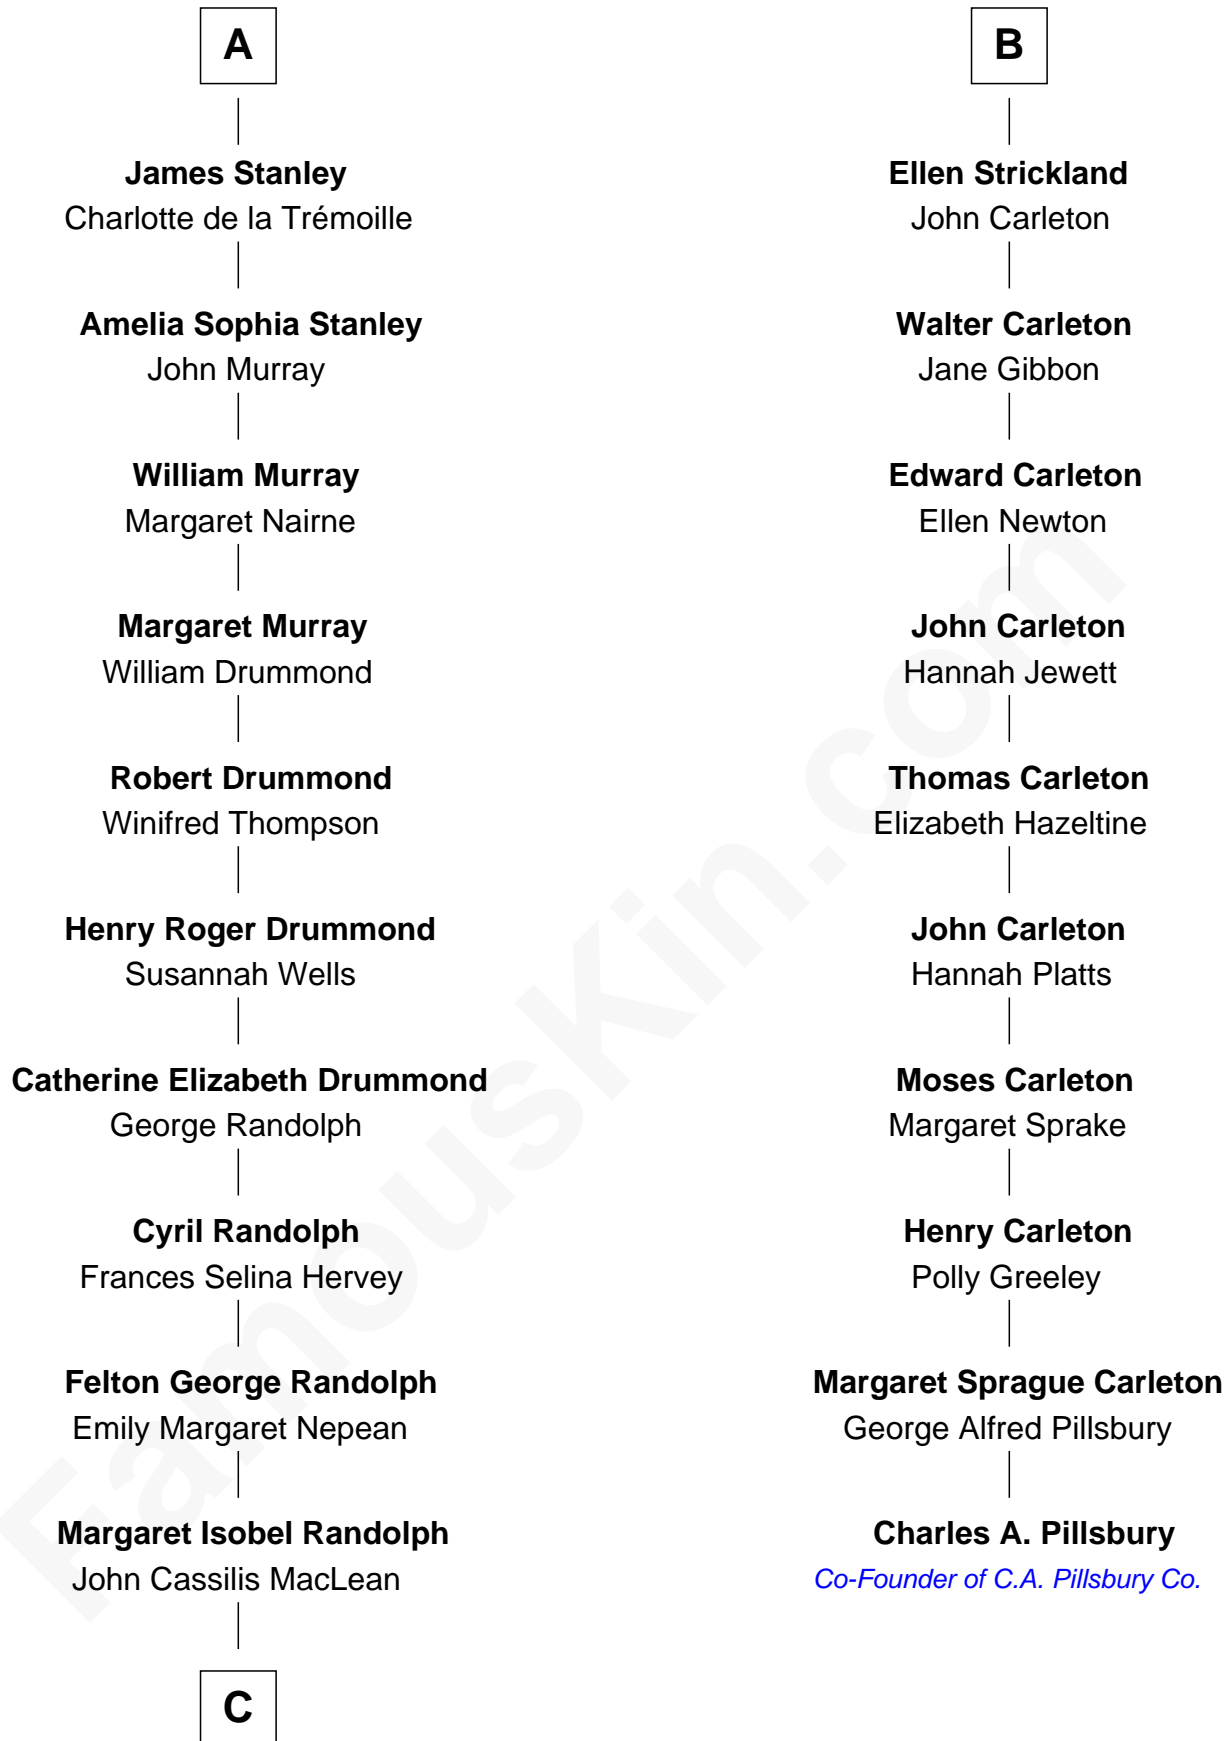 A
James Stanley
Charlotte de la Trémoille
Amelia Sophia Stanley
John Murray
William Murray
Margaret Nairne
Margaret Murray
William Drummond
Robert Drummond
Winifred Thompson
Henry Roger Drummond
Susannah Wells
Catherine Elizabeth Drummond
George Randolph
Cyril Randolph
Frances Selina Hervey
Felton George Randolph
Emily Margaret Nepean
Margaret Isobel Randolph
John Cassilis MacLean
C
B
Ellen Strickland
John Carleton
Walter Carleton
Jane Gibbon
Edward Carleton
Ellen Newton
John Carleton
Hannah Jewett
Thomas Carleton
Elizabeth Hazeltine
John Carleton
Hannah Platts
Moses Carleton
Margaret Sprake
Henry Carleton
Polly Greeley
Margaret Sprague Carleton
George Alfred Pillsbury
Charles A. Pillsbury
Co-Founder of C.A. Pillsbury Co.
FamousKin.com